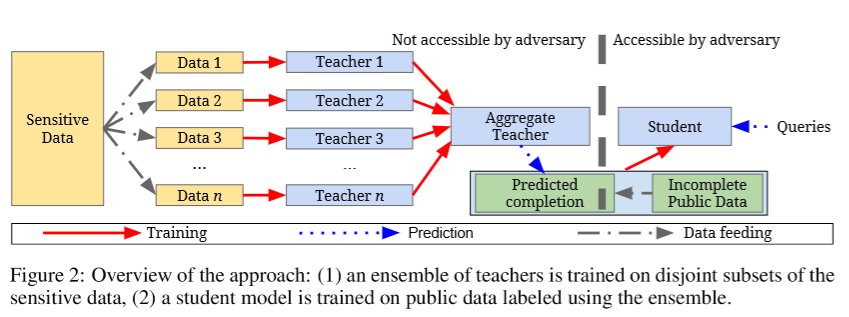 Not accessible by adversary
Accessible by adversary
Sensitive
Data
Data 1
Teacher 1
Data 2
Teacher 2
Data 3
Teacher 3
...
...
Data n
Teacher n
Aggregate
Teacher
Student
Queries
Predicted
completion
Incomplete
Public Data
Training
Prediction
Data feeding
Figure 2: Overview of the approach: (1) an ensemble of teachers is trained on disjoint subsets of the
sensitive data, (2) a student model is trained on public data labeled using the ensemble.